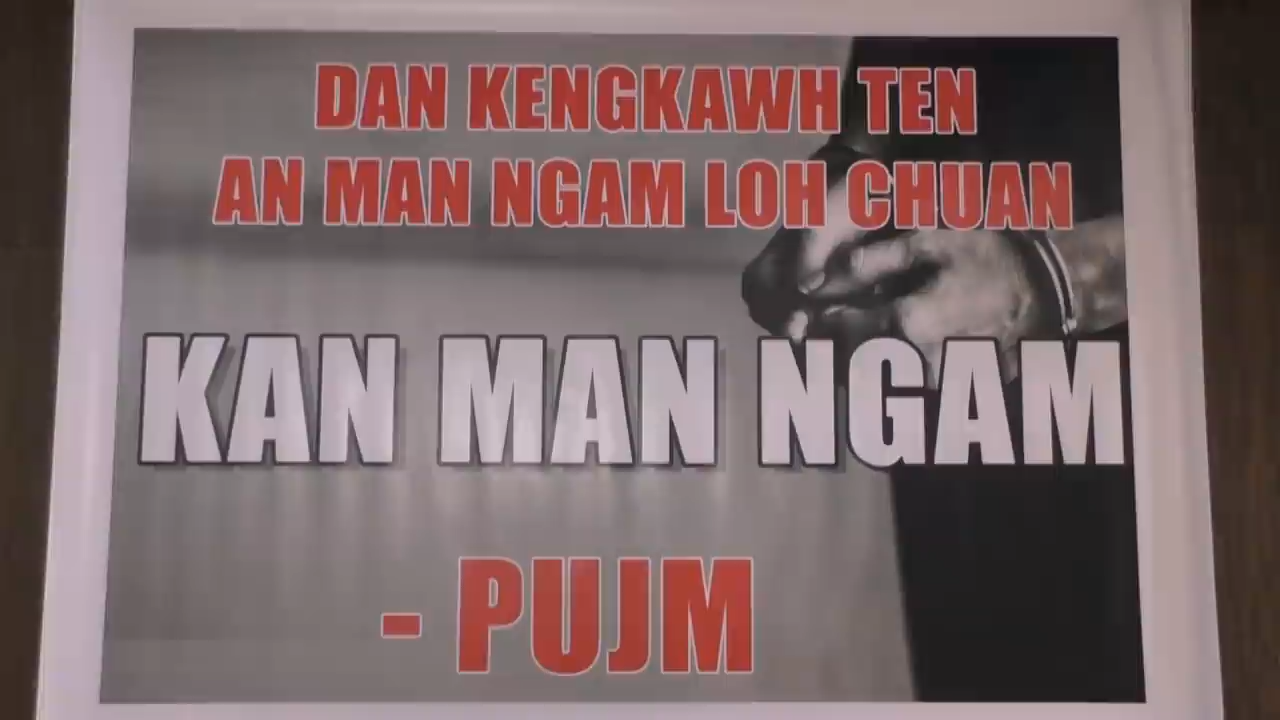 DAN KENGKAWH TEN
AN MAN NGAM LOH CHUAN
KAN MAN NGAM
- PUJM